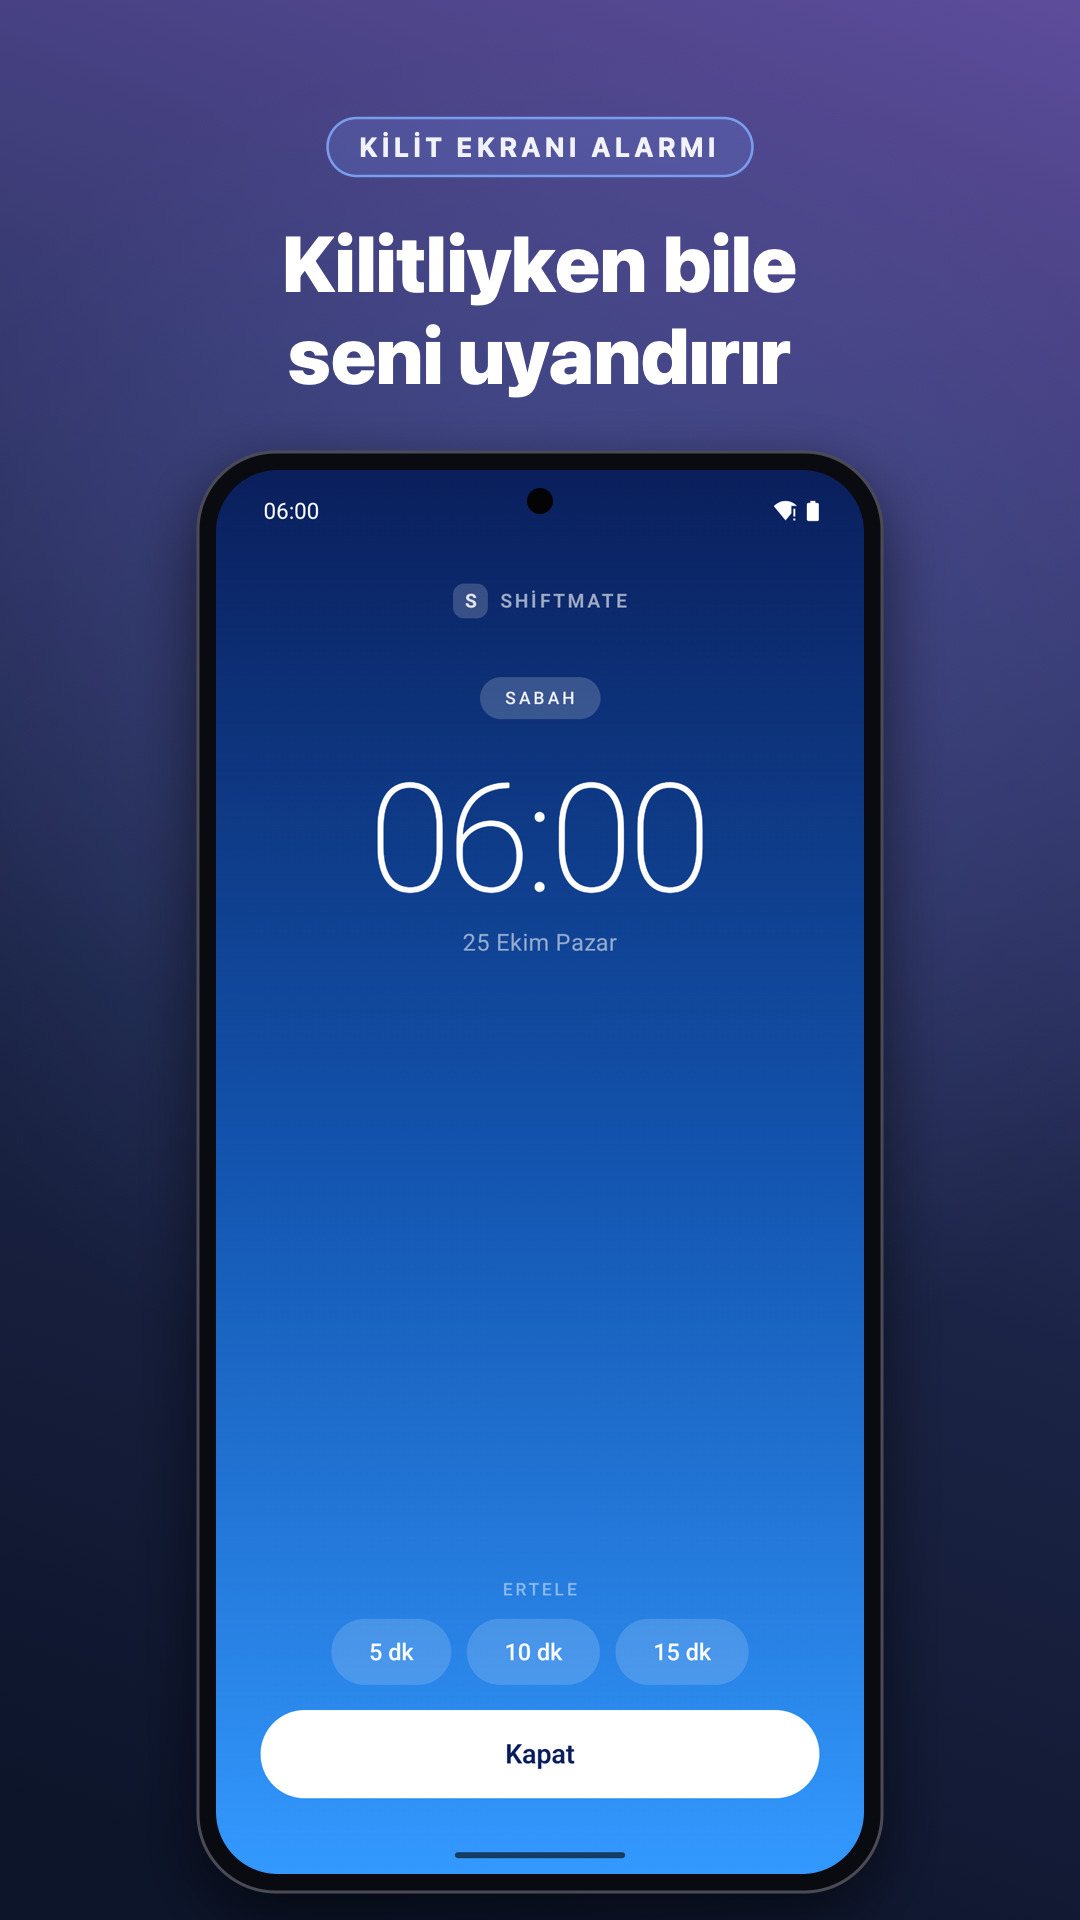 KİLİT EKRANI ALARMI
Kilitliyken bile
seni uyandırır
06:00
S SHİFTMATE
SABAH
06:00
25 Ekim Pazar
ERTELE
5 dk 10 dk 15 dk
Kapat